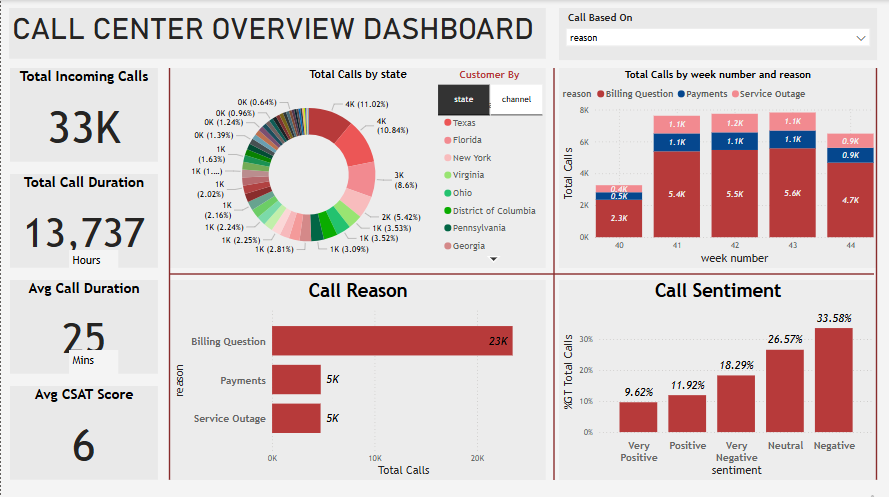 CALL CENTER OVERVIEW DASHBOARD
Call Based On
reason
Total Incoming Calls
33K
Total Call Duration
13,737
Hours
Avg Call Duration
25
Mins
Avg CSAT Score
6
Total Calls by state
Customer By
state
channel
0K (0.64%)
0K (0.96%)
0K (1.24%)
0K (1.39%)
1K
(1.63%)
1K (1....)
1K
(2.02%)
1K
(2.16%)
1K (2.24%)
1K (2.25%)
1K (2.81%)
1K (3.09%)
1K (3.52%)
1K (3.53%)
2K (5.42%)
3K
(8.6%)
4K
(10.84%)
4K (11.02%)
Texas
Florida
New York
Virginia
Ohio
District of Columbia
Pennsylvania
Georgia
Total Calls by week number and reason
reason Billing Question Payments Service Outage
Total Calls
8K
6K
4K
2K
0K
0.4K
0.5K
2.3K
1.1K
1.1K
5.4K
1.2K
1.1K
5.5K
1.1K
1.1K
5.6K
0.9K
0.9K
4.7K
40 41 42 43 44
week number
Call Reason
reason
Billing Question
23K
Payments
5K
Service Outage
5K
0K 10K 20K
Total Calls
Call Sentiment
%GT Total Calls
30%
20%
10%
0%
9.62%
11.92%
18.29%
26.57%
33.58%
Very
Positive
Positive
Very
Negative
Neutral
Negative
sentiment